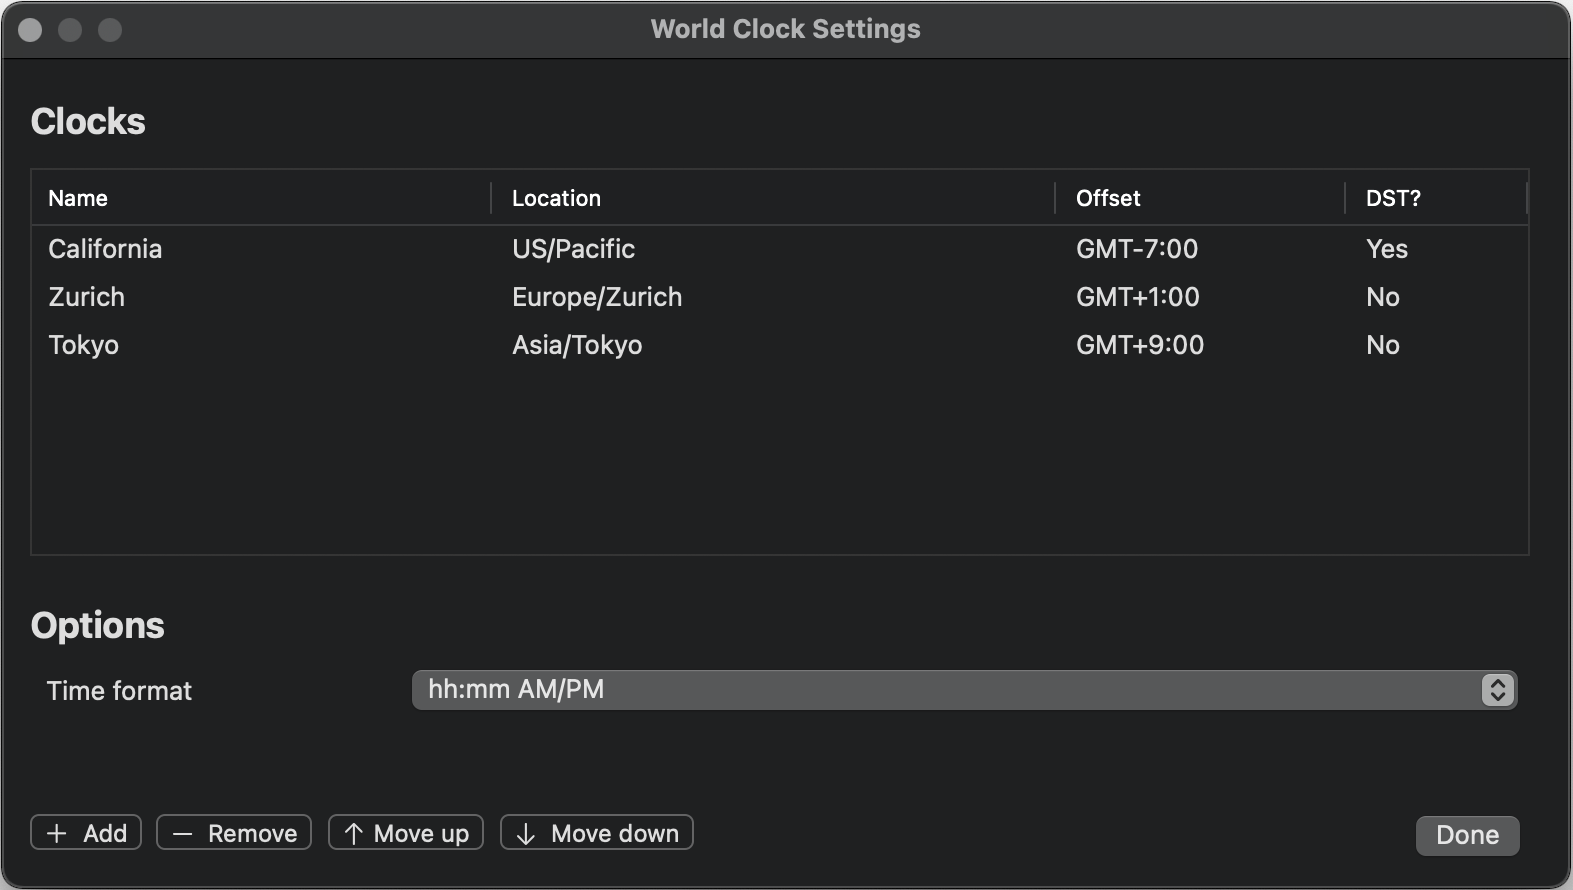 World Clock Settings
Clocks
Name Location Offset DST?
California US/Pacific GMT-7:00 Yes
Zurich Europe/Zurich GMT+1:00 No
Tokyo Asia/Tokyo GMT+9:00 No
Options
Time format hh:mm AM/PM
+ Add − Remove ↑ Move up ↓ Move down Done